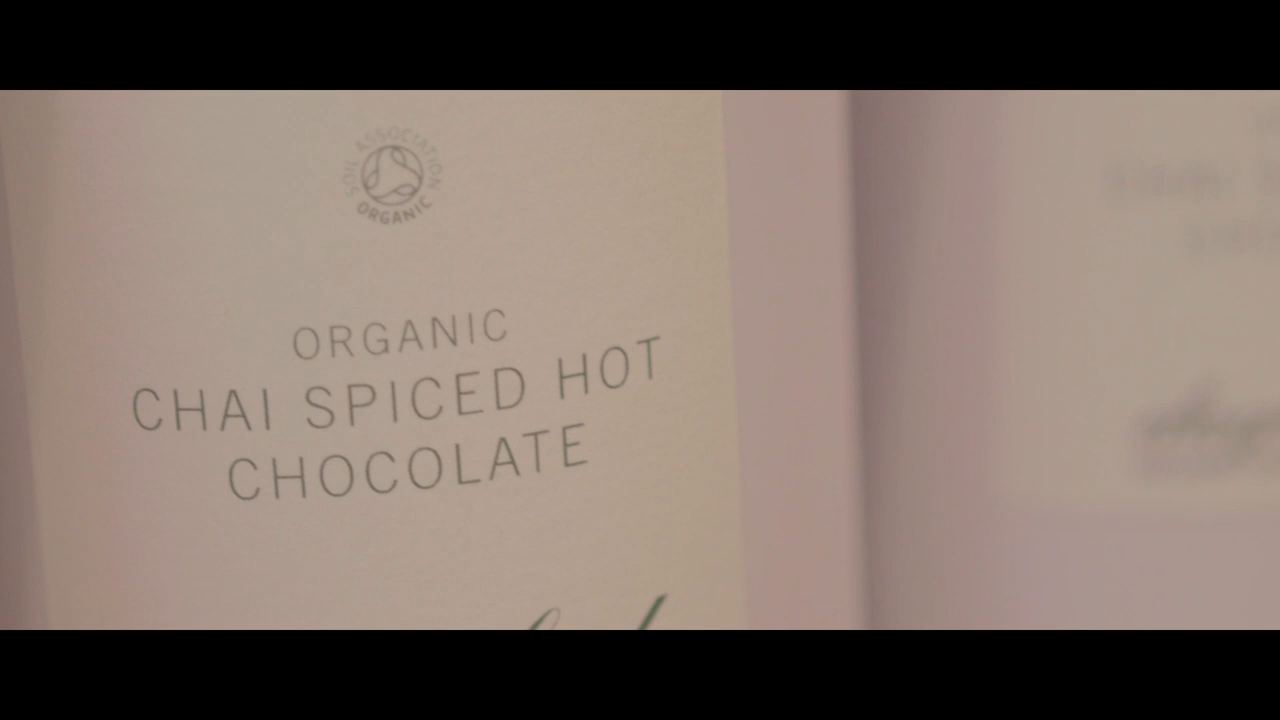 SOIL ASSOCIATION
ORGANIC
ORGANIC
CHAI SPICED HOT
CHOCOLATE